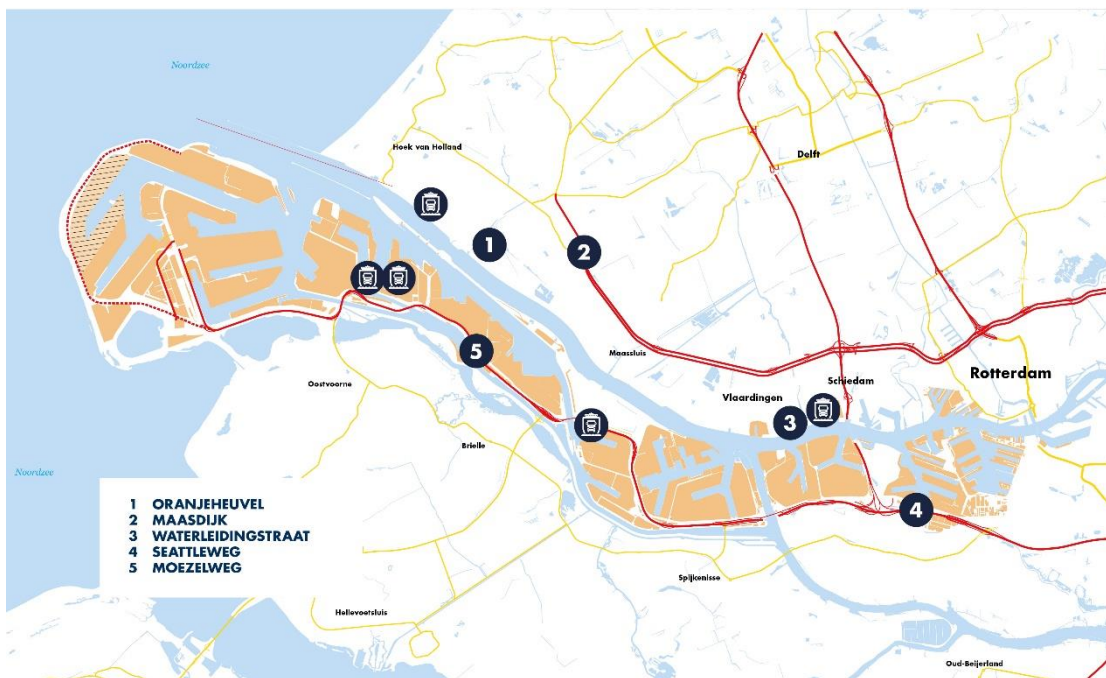 Noordzee
Hoek van Holland
Delft
1
2
Maassluis
5
Rotterdam
Schiedam
Vlaardingen
Oostvoorne
3
Brielle
Noordzee
4
1 ORANJEHEUVEL
2 MAASDIJK
3 WATERLEIDINGSTRAAT
4 SEATTLEWEG
5 MOEZELWEG
Spijkenisse
Hellevoetsluis
Oud-Beijerland